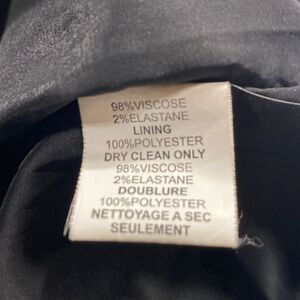 98%VISCOSE
2%ELASTANE
LINING
100%POLYESTER
DRY CLEAN ONLY
98%VISCOSE
2%ELASTANE
DOUBLURE
100%POLYESTER
NETTOYAGE A SEC
SEULEMENT